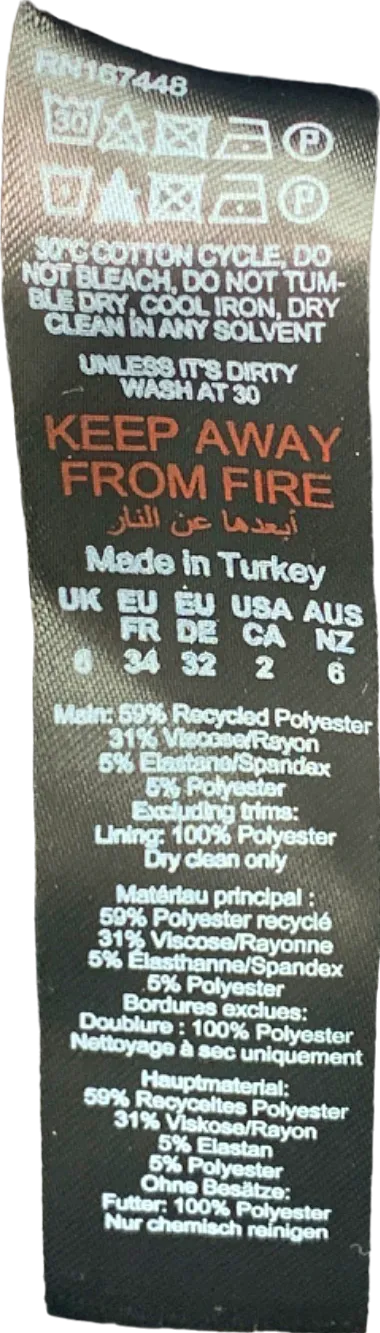 RN167448
30 P
P
30°C COTTON CYCLE, DO
NOT BLEACH, DO NOT TUM-
BLE DRY, COOL IRON, DRY
CLEAN IN ANY SOLVENT
UNLESS IT'S DIRTY
WASH AT 30
KEEP AWAY
FROM FIRE
أبعدها عن النار
Made in Turkey
UK EU EU USA AUS
FR DE CA NZ
6 34 32 2 6
Main: 59% Recycled Polyester
31% Viscose/Rayon
5% Elastane/Spandex
5% Polyester
Excluding trims:
Lining: 100% Polyester
Dry clean only
Matériau principal :
59% Polyester recyclé
31% Viscose/Rayonne
5% Élasthanne/Spandex
5% Polyester
Bordures exclues:
Doublure : 100% Polyester
Nettoyage à sec uniquement
Hauptmaterial:
59% Recyceltes Polyester
31% Viskose/Rayon
5% Elastan
5% Polyester
Ohne Besätze:
Futter: 100% Polyester
Nur chemisch reinigen